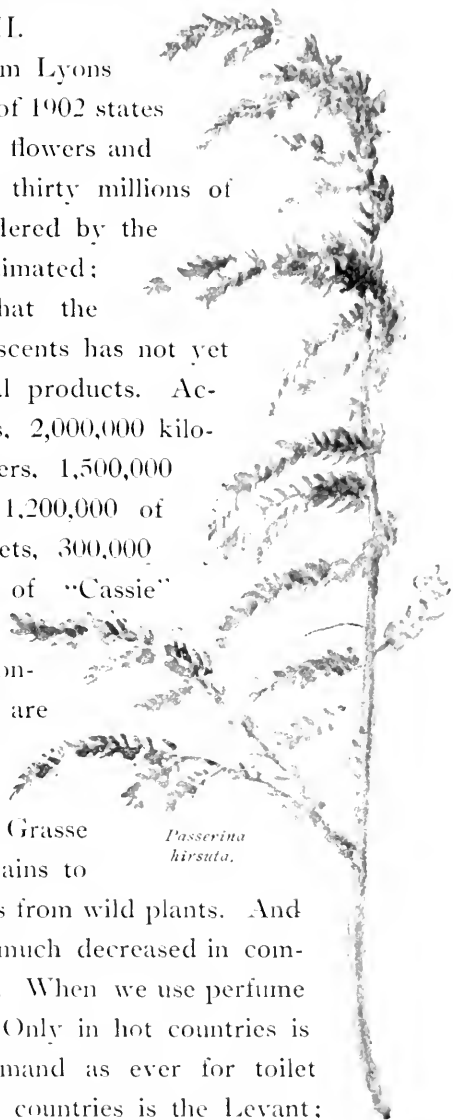 II.
m Lyons
of 1902 states
flowers and
thirty millions of
dered by the
imated;
hat the
scents has not yet
l products. Ac-
s, 2,000,000 kilo-
ers, 1,500,000
1,200,000 of
ets, 300,000
of "Cassie"
on-
are
Grasse
ains to
Passerina
hirsuta.
s from wild plants. And
much decreased in com-
. When we use perfume
Only in hot countries is
mand as ever for toilet
countries is the Levant;